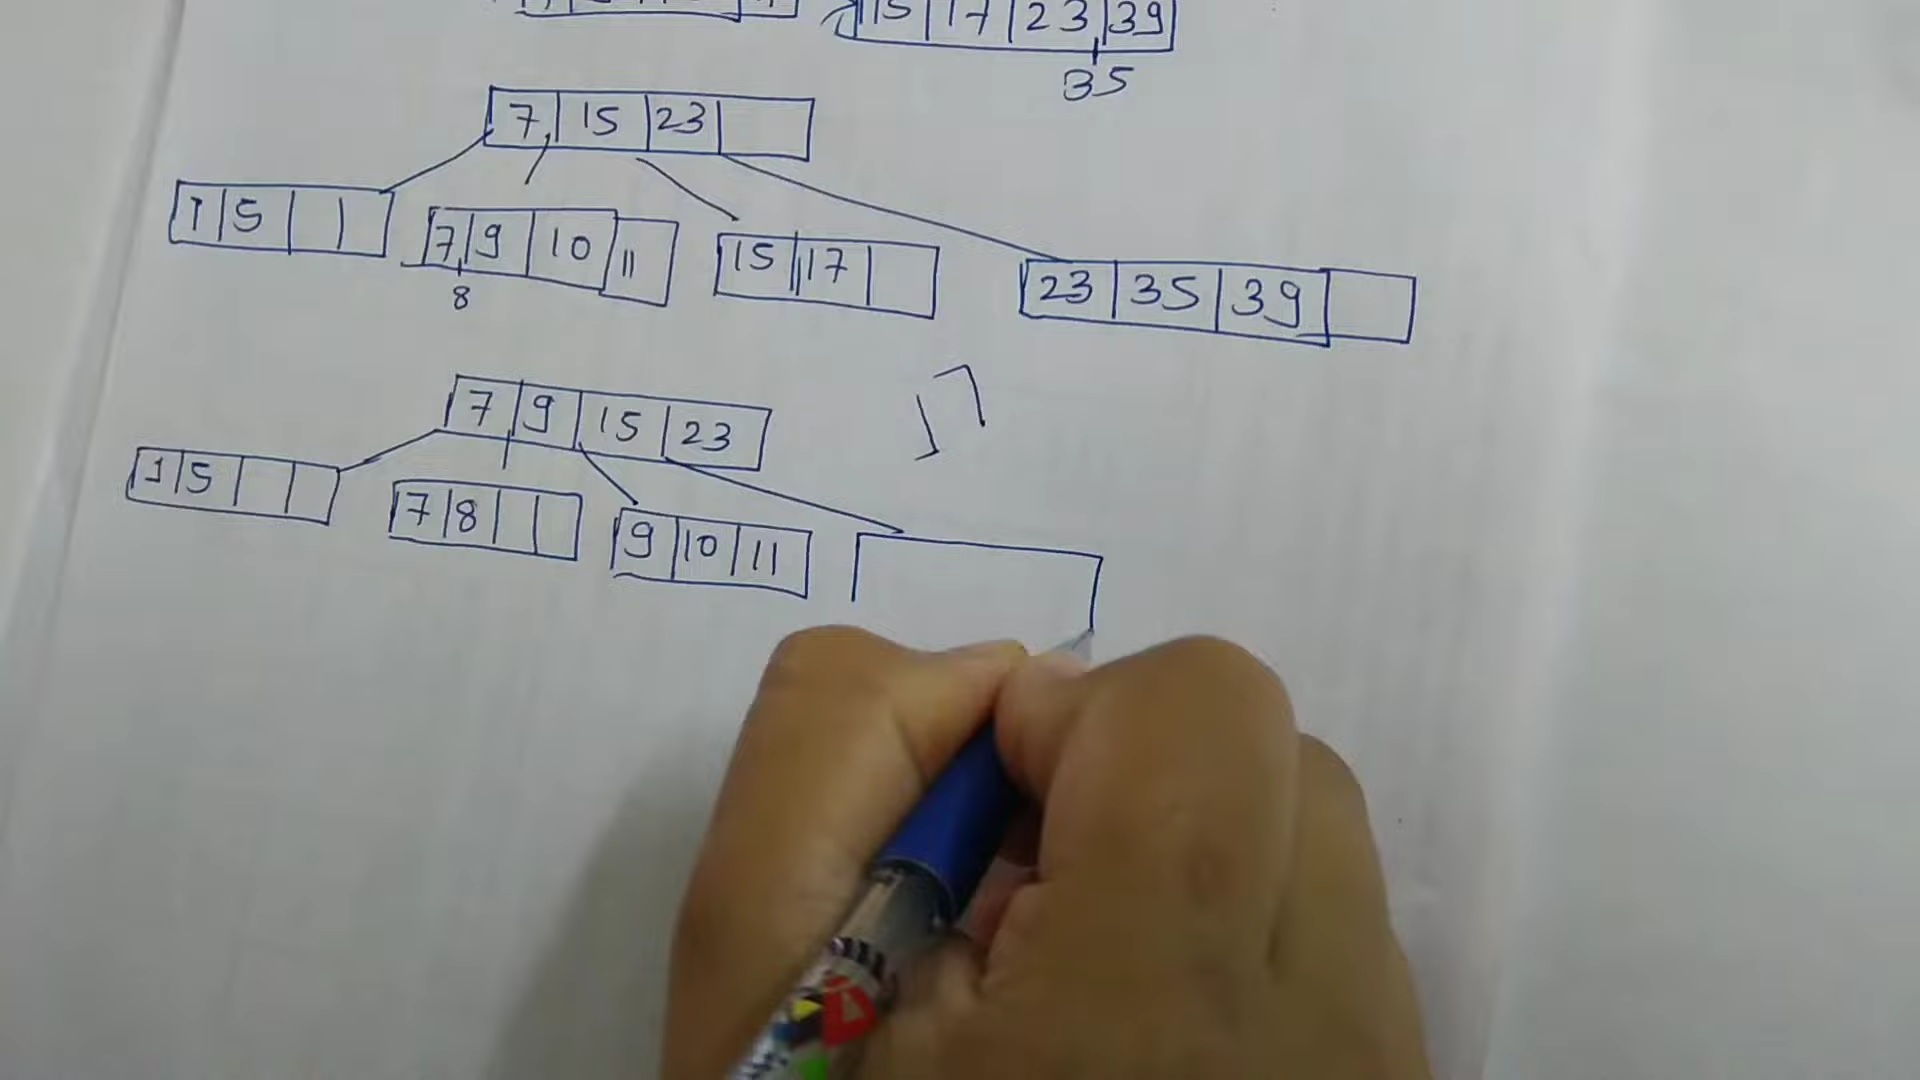 15 17 23 39
35
7 15 23
1 5
7 9 10 11
8
15 17
23 35 39
7 9 15 23
1 5
7 8
9 10 11